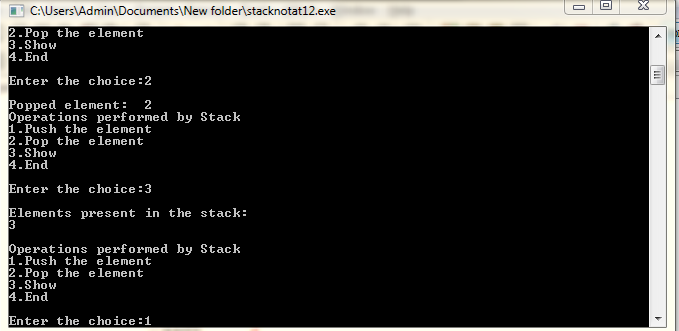 C:\Users\Admin\Documents\New folder\stacknotat12.exe
2.Pop the element
3.Show
4.End
Enter the choice:2
Popped element:  2
Operations performed by Stack
1.Push the element
2.Pop the element
3.Show
4.End
Enter the choice:3
Elements present in the stack:
3
Operations performed by Stack
1.Push the element
2.Pop the element
3.Show
4.End
Enter the choice:1